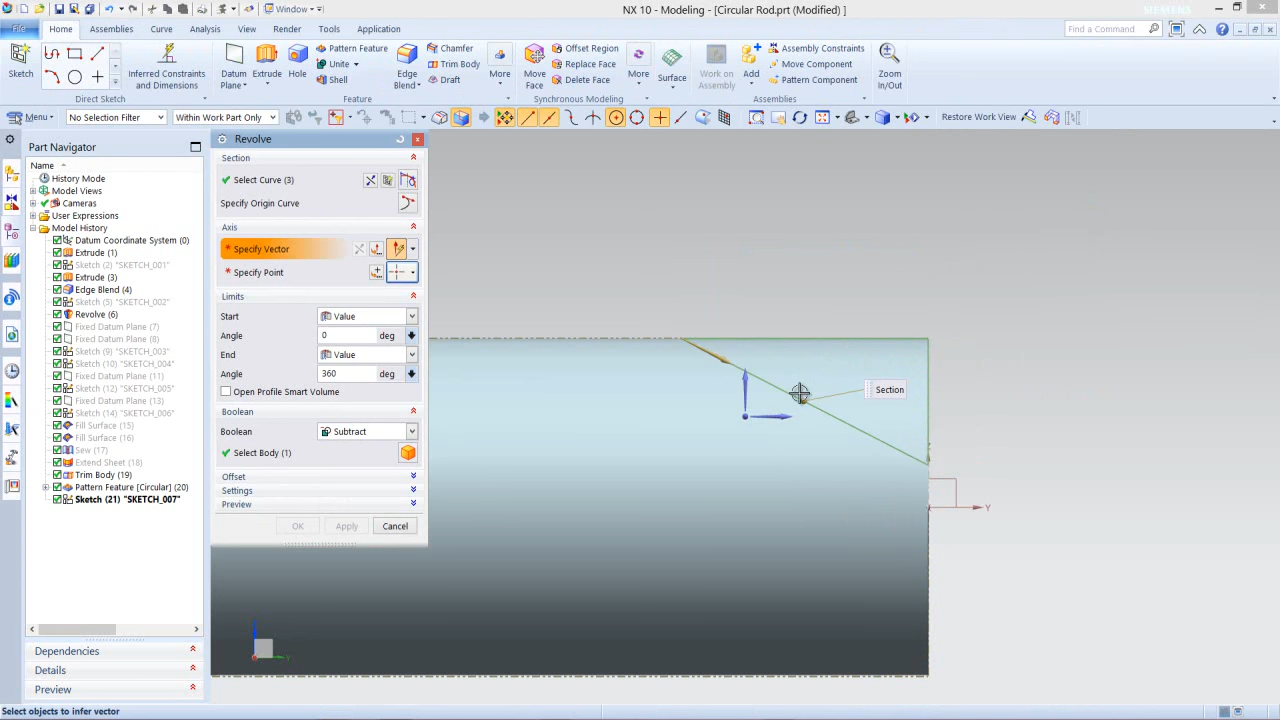 Window
NX 10 - Modeling - [Circular Rod.prt (Modified) ]
SIEMENS
File
Home
Assemblies
Curve
Analysis
View
Render
Tools
Application
Find a Command
Sketch
Direct Sketch
Inferred Constraints
and Dimensions
Datum
Plane
Extrude
Hole
Pattern Feature
Unite
Shell
Feature
Edge
Blend
Chamfer
Trim Body
Draft
More
Move
Face
Offset Region
Replace Face
Delete Face
Synchronous Modeling
More
Surface
Work on
Assembly
Add
Assembly Constraints
Move Component
Pattern Component
Assemblies
Zoom
In/Out
Menu
No Selection Filter
Within Work Part Only
Restore Work View
Part Navigator
Name
History Mode
Model Views
Cameras
User Expressions
Model History
Datum Coordinate System (0)
Extrude (1)
Sketch (2) "SKETCH_001"
Extrude (3)
Edge Blend (4)
Sketch (5) "SKETCH_002"
Revolve (6)
Fixed Datum Plane (7)
Fixed Datum Plane (8)
Sketch (9) "SKETCH_003"
Sketch (10) "SKETCH_004"
Fixed Datum Plane (11)
Sketch (12) "SKETCH_005"
Fixed Datum Plane (13)
Sketch (14) "SKETCH_006"
Fill Surface (15)
Fill Surface (16)
Sew (17)
Extend Sheet (18)
Trim Body (19)
Pattern Feature [Circular] (20)
Sketch (21) "SKETCH_007"
Dependencies
Details
Preview
Revolve
Section
Select Curve (3)
Specify Origin Curve
Axis
* Specify Vector
* Specify Point
Limits
Start
Value
Angle
0
deg
End
Value
Angle
360
deg
Open Profile Smart Volume
Boolean
Boolean
Subtract
Select Body (1)
Offset
Settings
Preview
OK
Apply
Cancel
Section
Y
Y
Select objects to infer vector